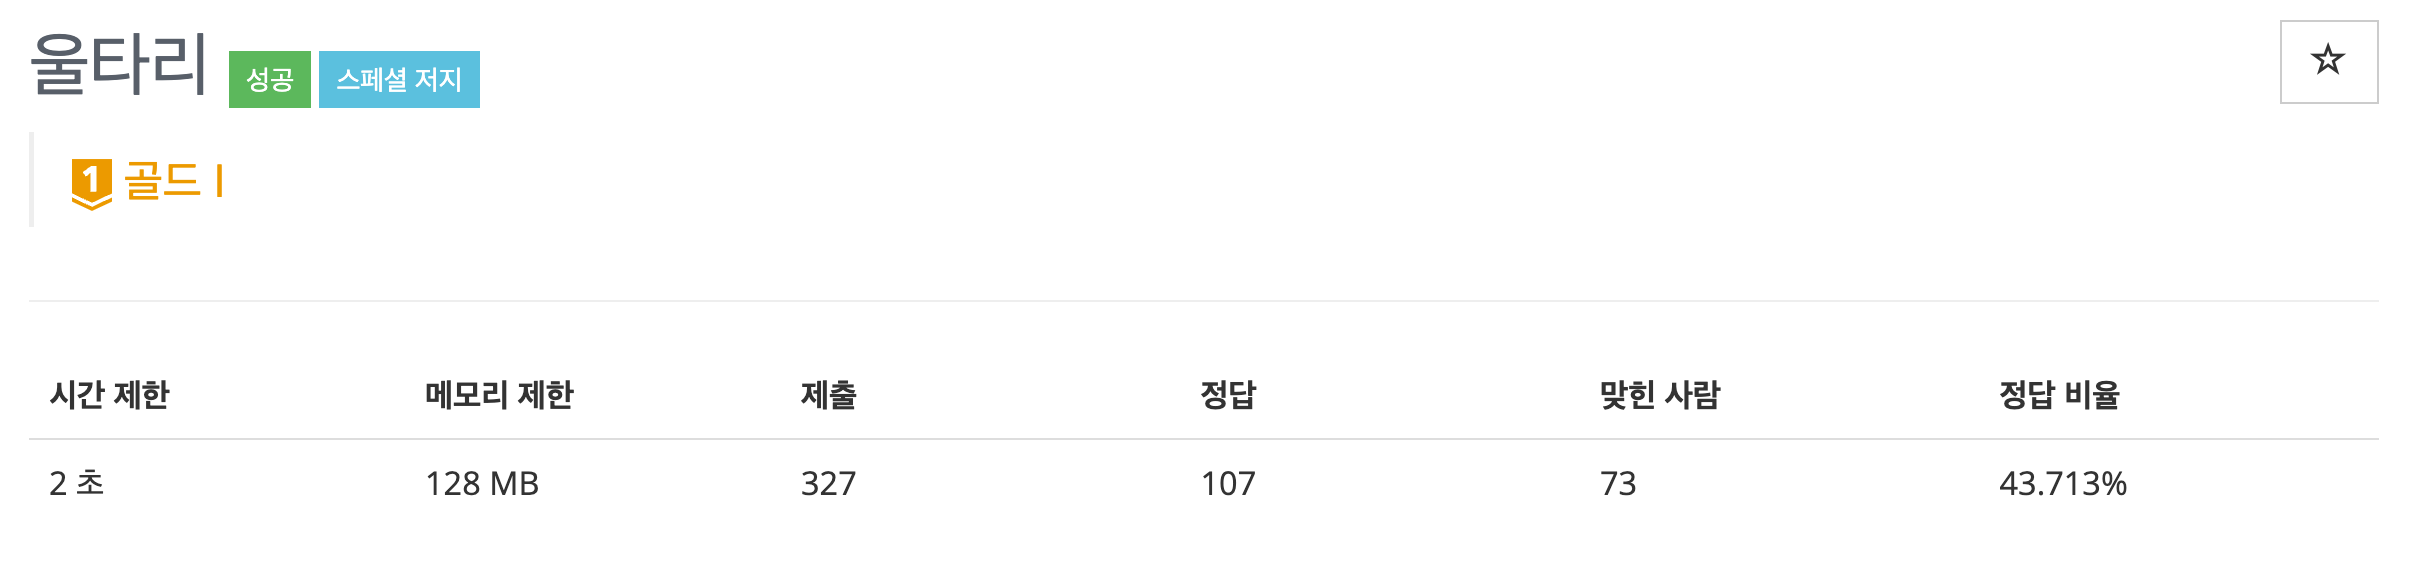 울타리 성공 스페셜 저지
☆
1 골드 I
시간 제한 메모리 제한 제출 정답 맞힌 사람 정답 비율
2 초 128 MB 327 107 73 43.713%